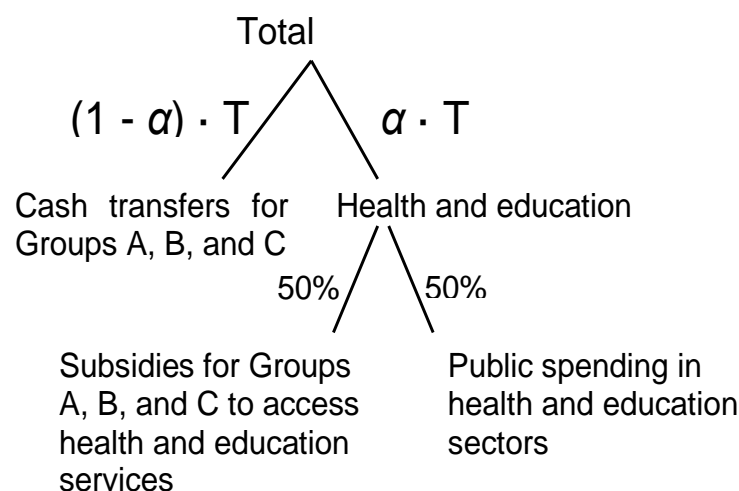 Total
(1 - α) · T
α · T
Cash transfers for
Groups A, B, and C
Health and education
50%
50%
Subsidies for Groups
A, B, and C to access
health and education
services
Public spending in
health and education
sectors